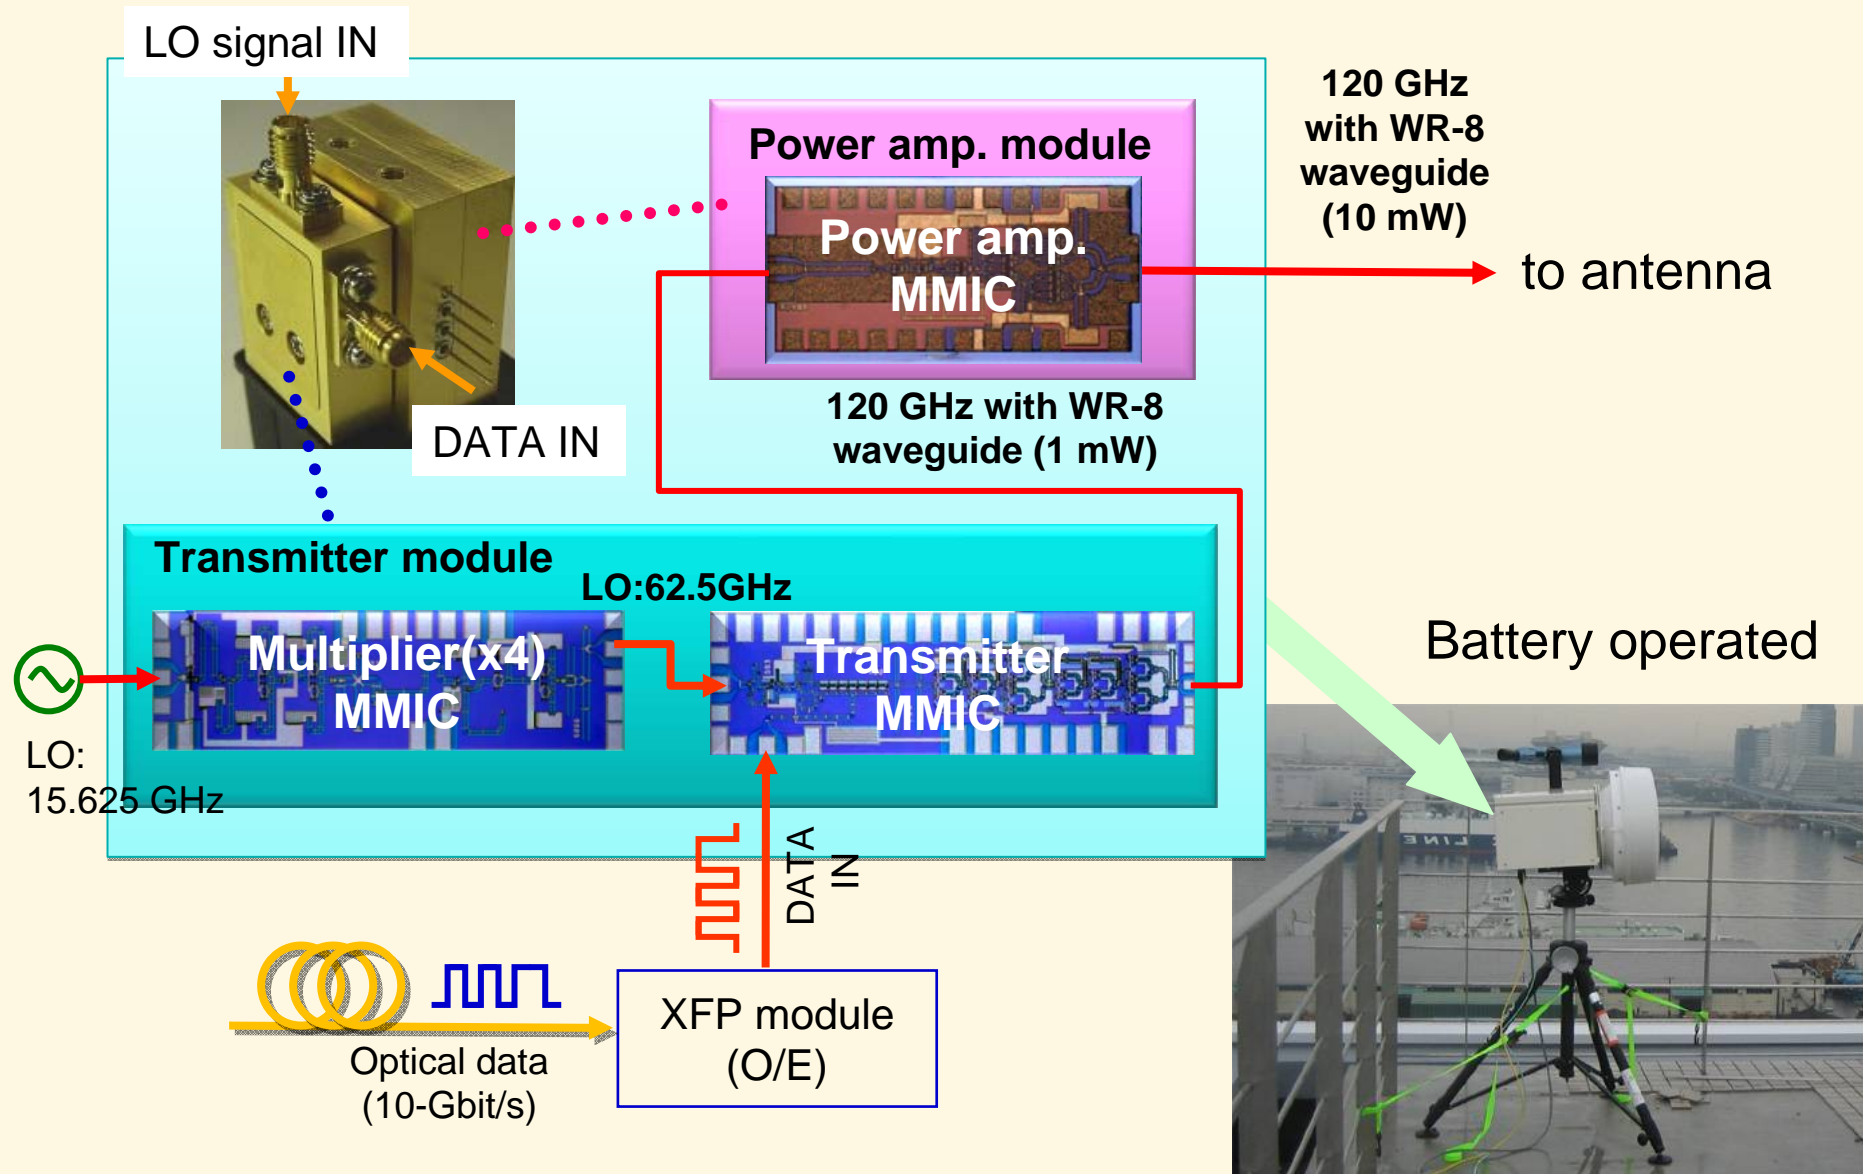 LO signal IN
120 GHz
with WR-8
waveguide
(10 mW)
Power amp. module
Power amp.
MMIC
to antenna
120 GHz with WR-8
waveguide (1 mW)
DATA IN
Transmitter module
LO:62.5GHz
Multiplier(x4)
MMIC
Transmitter
MMIC
Battery operated
LO:
15.625 GHz
DATA
IN
XFP module
(O/E)
Optical data
(10-Gbit/s)
LINE